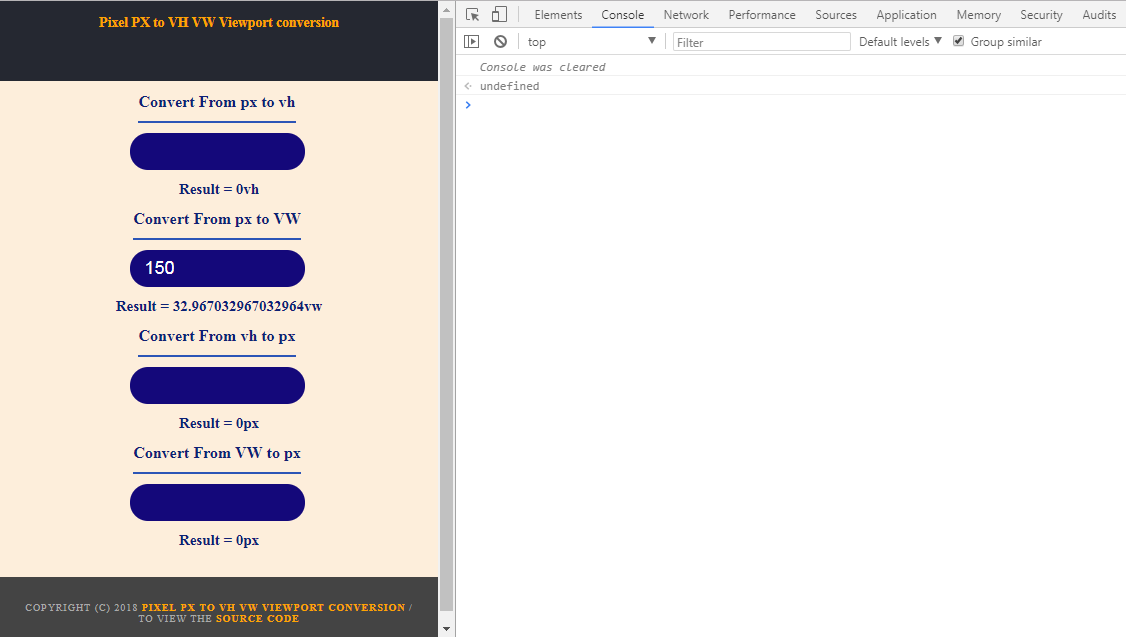 Pixel PX to VH VW Viewport conversion
Convert From px to vh
Result = 0vh
Convert From px to VW
150
Result = 32.967032967032964vw
Convert From vh to px
Result = 0px
Convert From VW to px
Result = 0px
COPYRIGHT (C) 2018 PIXEL PX TO VH VW VIEWPORT CONVERSION /
TO VIEW THE SOURCE CODE
Elements Console Network Performance Sources Application Memory Security Audits
top Filter Default levels Group similar
Console was cleared
undefined